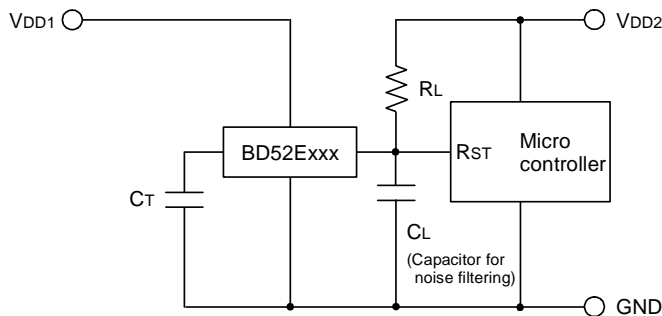 VDD1
VDD2
RL
BD52Exxx
RST
Micro
controller
CT
CL
(Capacitor for
noise filtering)
GND